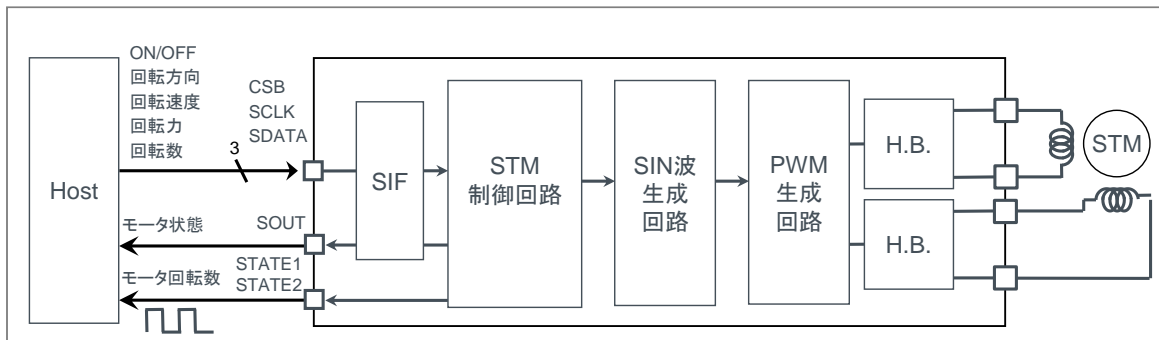 ON/OFF
回転方向
回転速度
回転力
回転数
CSB
SCLK
SDATA
3
Host
SIF
STM
制御回路
SIN波
生成
回路
PWM
生成
回路
H.B.
H.B.
STM
モータ状態
SOUT
モータ回転数
STATE1
STATE2